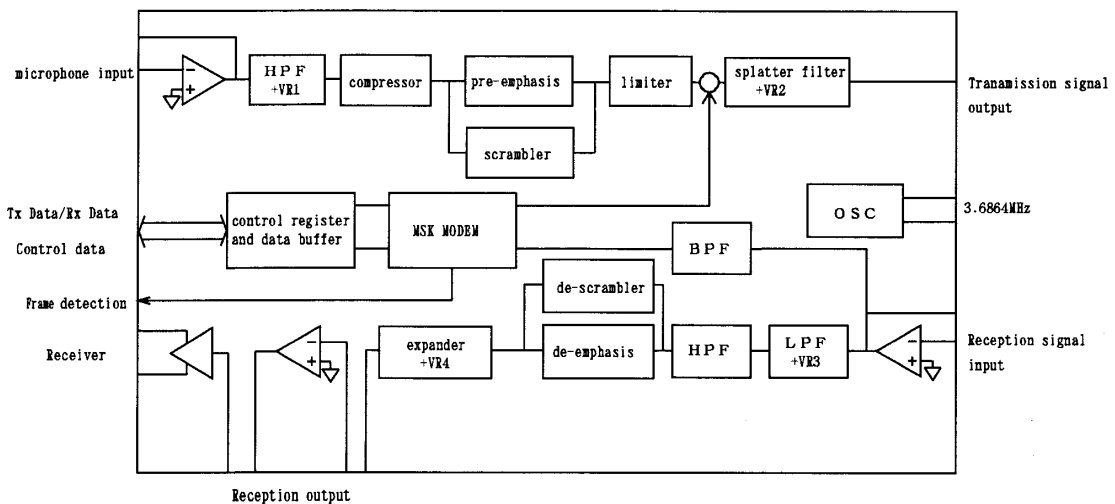 microphone input
－
+
HPF
+VR1
compressor
pre-emphasis
scrambler
limiter
splatter filter
+VR2
Tranamission signal
output
Tx Data/Rx Data
Control data
control register
and data buffer
MSK MODEM
BPF
OSC
3.6864MHz
Frame detection
Receiver
－
+
expander
+VR4
de-scrambler
de-emphasis
HPF
LPF
+VR3
－
+
Reception signal
input
Reception output